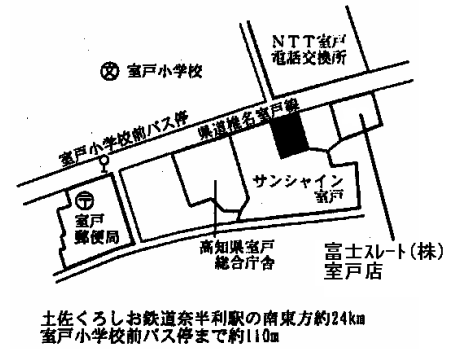 NTT室戸
電話交換所
室戸小学校
県道椎名室戸線
室戸小学校前バス停
サンシャイン
室戸
室戸
郵便局
高知県室戸
総合庁舎
富士スレート(株)
室戸店
土佐くろしお鉄道奈半利駅の南東方約24km
室戸小学校前バス停まで約110m